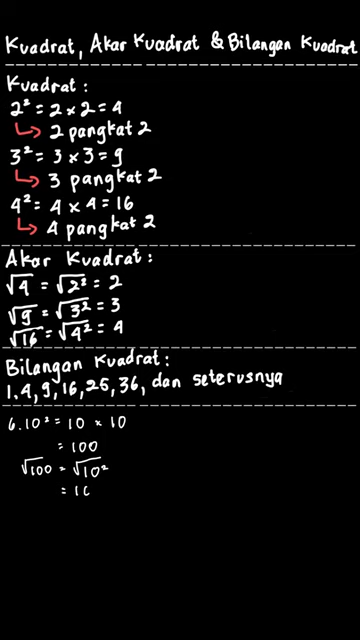 Kuadrat, Akar Kuadrat & Bilangan Kuadrat
Kuadrat :
2² = 2 × 2 = 4
↳ 2 pangkat 2
3² = 3 × 3 = 9
↳ 3 pangkat 2
4² = 4 × 4 = 16
↳ 4 pangkat 2
Akar Kuadrat :
√4 = √2² = 2
√9 = √3² = 3
√16 = √4² = 4
Bilangan Kuadrat :
1, 4, 9, 16, 25, 36, dan seterusnya
6. 10² = 10 × 10
= 100
√100 = √10²